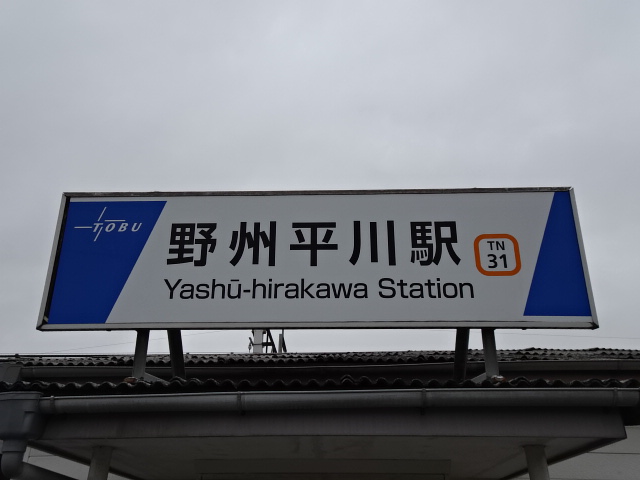 TOBU
野州平川駅
TN
31
Yashū-hirakawa Station